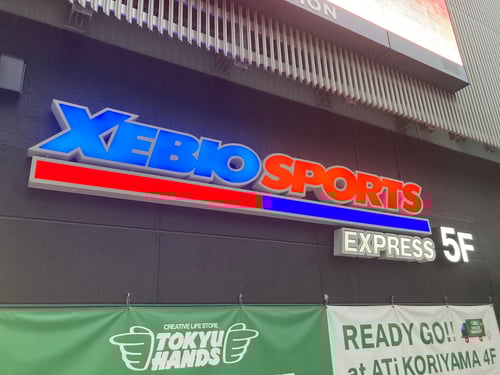 XEBIO SPORTS
EXPRESS 5F
CREATIVE LIFE STORE
TOKYU
HANDS
READY GO!!
at ATi KORIYAMA 4F